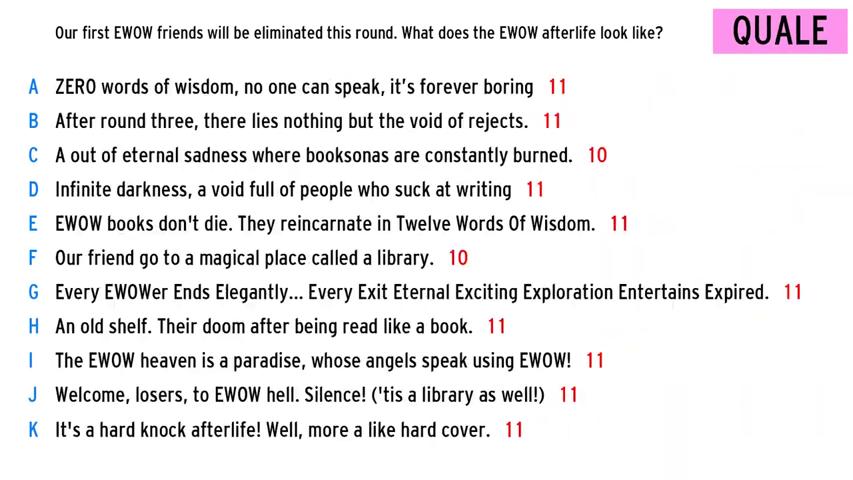 Our first EWOW friends will be eliminated this round. What does the EWOW afterlife look like?
QUALE
A ZERO words of wisdom, no one can speak, it's forever boring 11
B After round three, there lies nothing but the void of rejects. 11
C A out of eternal sadness where booksonas are constantly burned. 10
D Infinite darkness, a void full of people who suck at writing 11
E EWOW books don't die. They reincarnate in Twelve Words Of Wisdom. 11
F Our friend go to a magical place called a library. 10
G Every EWOWer Ends Elegantly... Every Exit Eternal Exciting Exploration Entertains Expired. 11
H An old shelf. Their doom after being read like a book. 11
I The EWOW heaven is a paradise, whose angels speak using EWOW! 11
J Welcome, losers, to EWOW hell. Silence! ('tis a library as well!) 11
K It's a hard knock afterlife! Well, more a like hard cover. 11